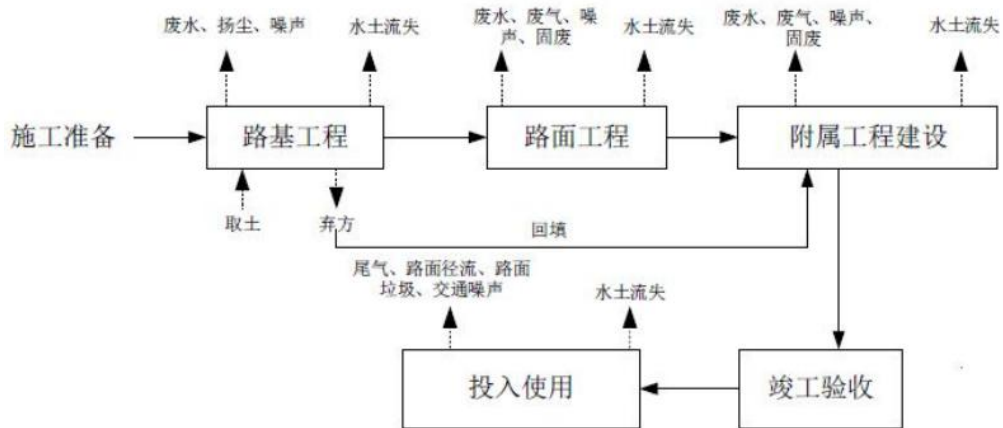 废水、扬尘、噪声
水土流失
废水、废气、噪
声、固废
水土流失
废水、废气、噪声、
固废
水土流失
施工准备
路基工程
路面工程
附属工程建设
取土
弃方
回填
尾气、路面径流、路面
垃圾、交通噪声
水土流失
投入使用
竣工验收